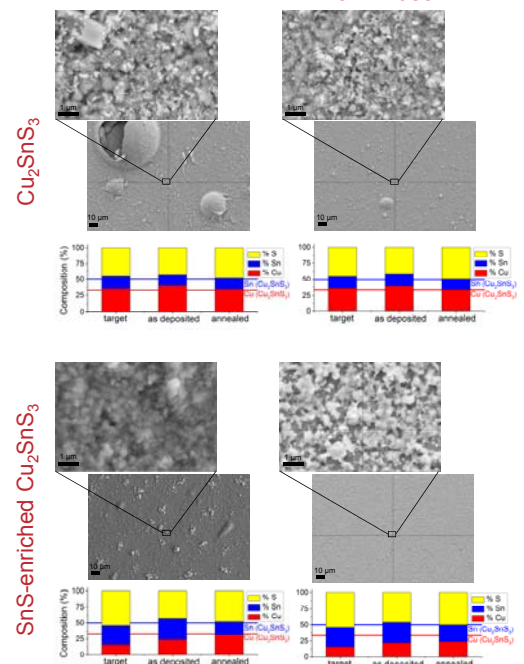 Cu2SnS3
1 µm
1 µm
10 µm
10 µm
Composition (%)
100
75
50
25
0
% S
% Sn
% Cu
Sn (Cu2SnS3)
Cu (Cu2SnS3)
target
as deposited
annealed
100
75
50
25
0
% S
% Sn
% Cu
Sn (Cu2SnS3)
Cu (Cu2SnS3)
target
as deposited
annealed
SnS-enriched Cu2SnS3
1 µm
1 µm
10 µm
10 µm
Composition (%)
100
75
50
25
0
% S
% Sn
% Cu
Sn (Cu2SnS3)
Cu (Cu2SnS3)
target
as deposited
annealed
100
75
50
25
0
% S
% Sn
% Cu
Sn (Cu2SnS3)
Cu (Cu2SnS3)
target
as deposited
annealed